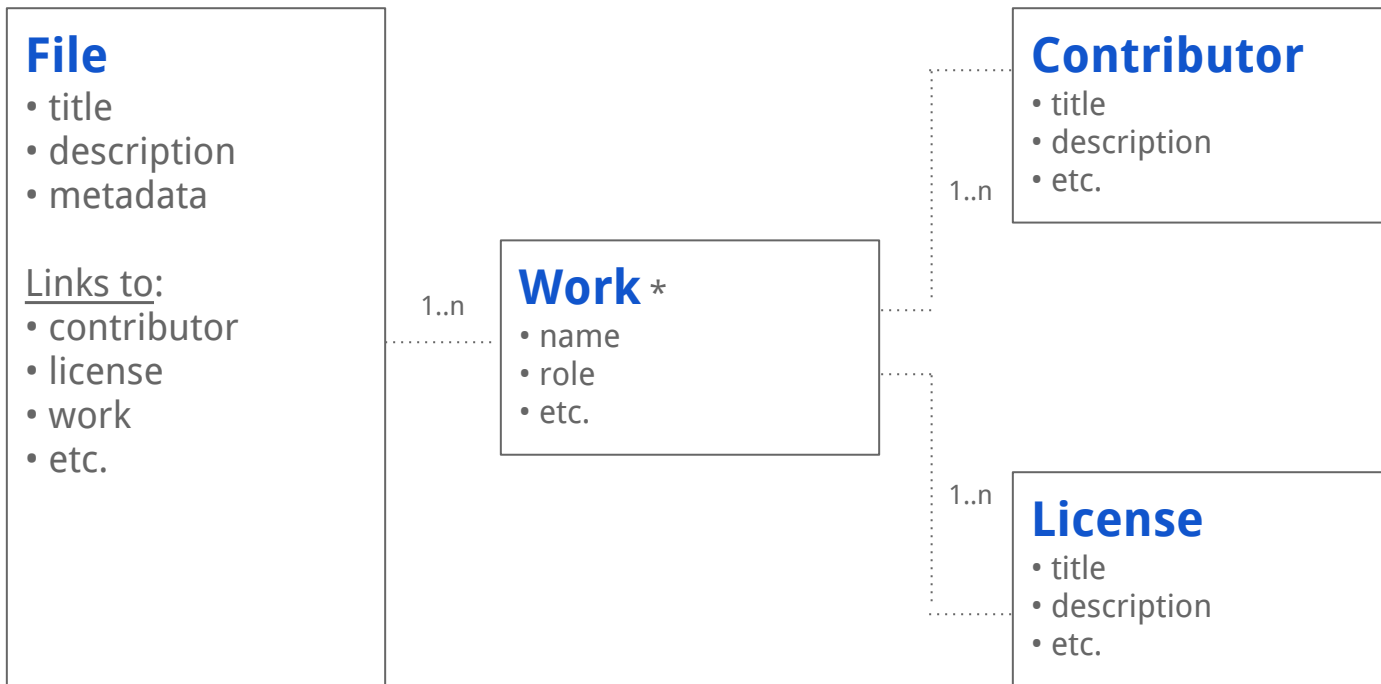 File
• title
• description
• metadata
Links to:
• contributor
• license
• work
• etc.
1..n
Work *
• name
• role
• etc.
1..n
Contributor
• title
• description
• etc.
1..n
License
• title
• description
• etc.